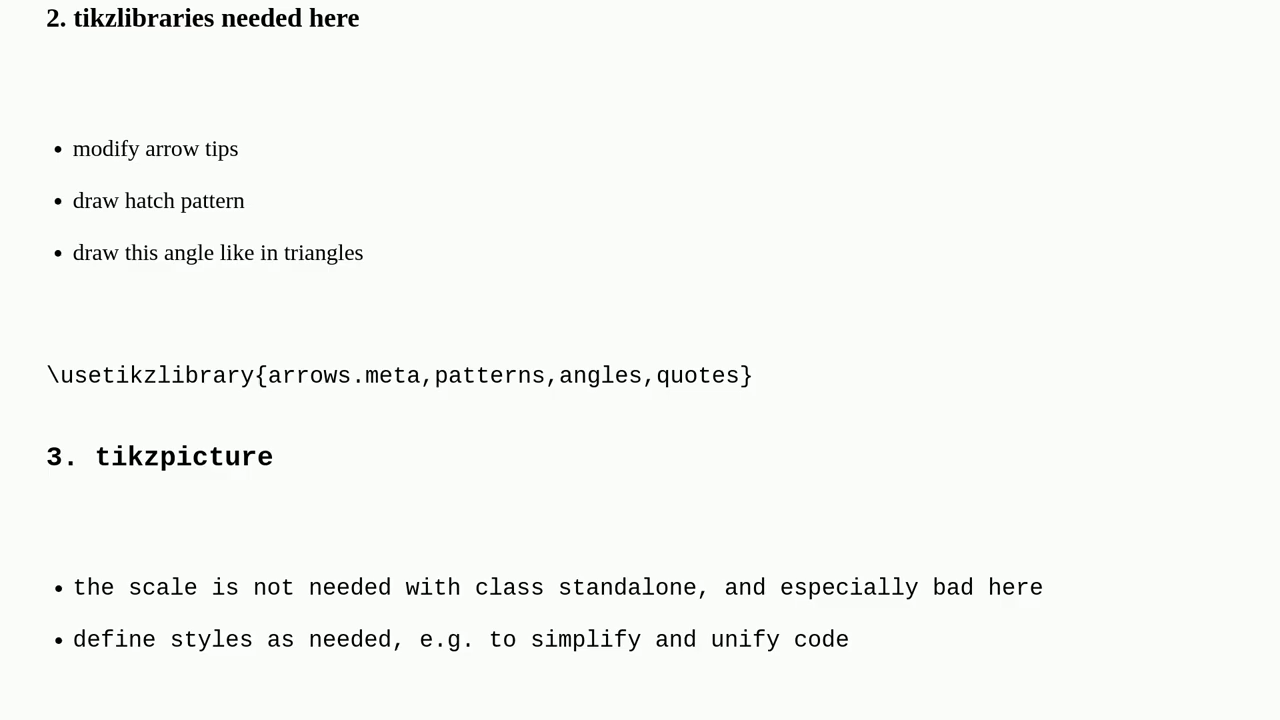 2. tikzlibraries needed here
• modify arrow tips
• draw hatch pattern
• draw this angle like in triangles
\usetikzlibrary{arrows.meta,patterns,angles,quotes}
3. tikzpicture
• the scale is not needed with class standalone, and especially bad here
• define styles as needed, e.g. to simplify and unify code